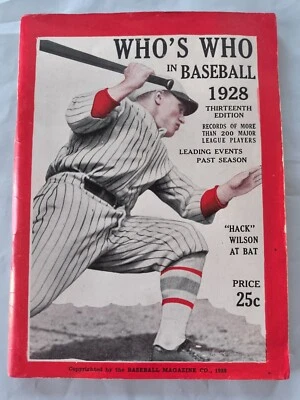 WHO'S WHO
IN BASEBALL
1928
THIRTEENTH
EDITION
RECORDS OF MORE
THAN 200 MAJOR
LEAGUE PLAYERS
LEADING EVENTS
PAST SEASON
"HACK"
WILSON
AT BAT
PRICE
25c
Copyrighted by the BASEBALL MAGAZINE CO., 1928